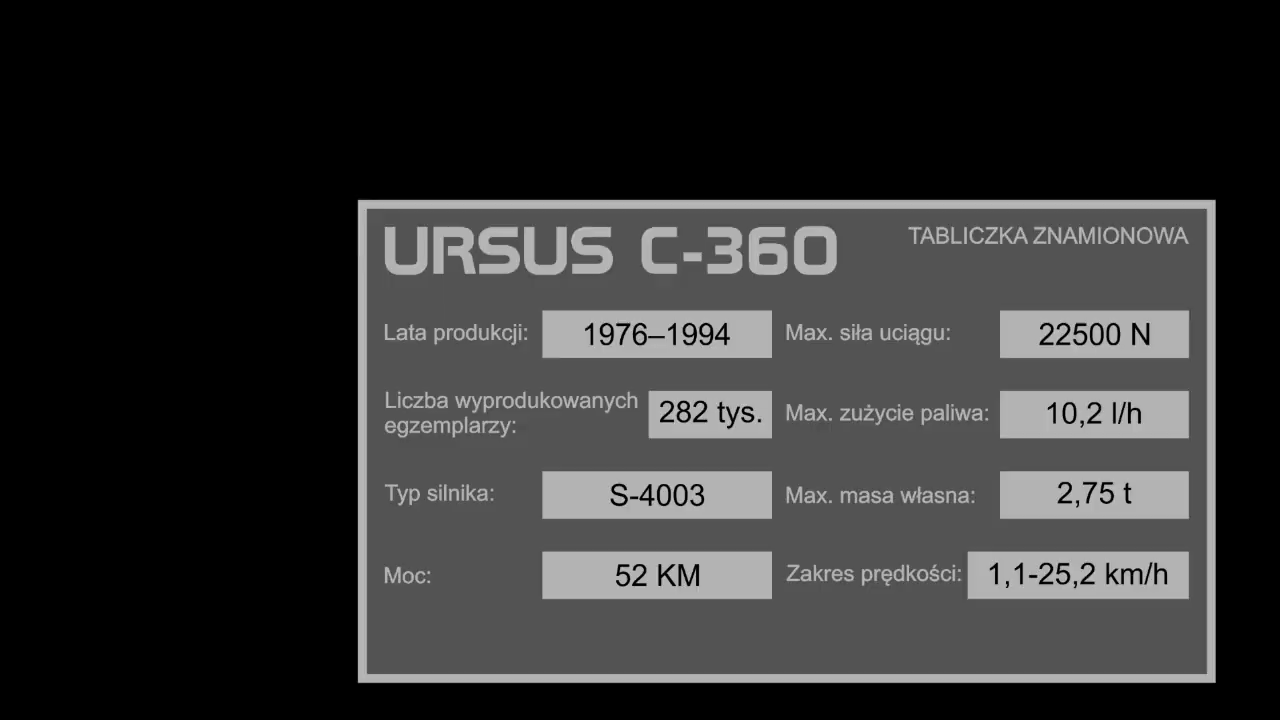 URSUS C-360
TABLICZKA ZNAMIONOWA
Lata produkcji: 1976–1994
Max. siła uciągu: 22500 N
Liczba wyprodukowanych
egzemplarzy: 282 tys.
Max. zużycie paliwa: 10,2 l/h
Typ silnika: S-4003
Max. masa własna: 2,75 t
Moc: 52 KM
Zakres prędkości: 1,1-25,2 km/h